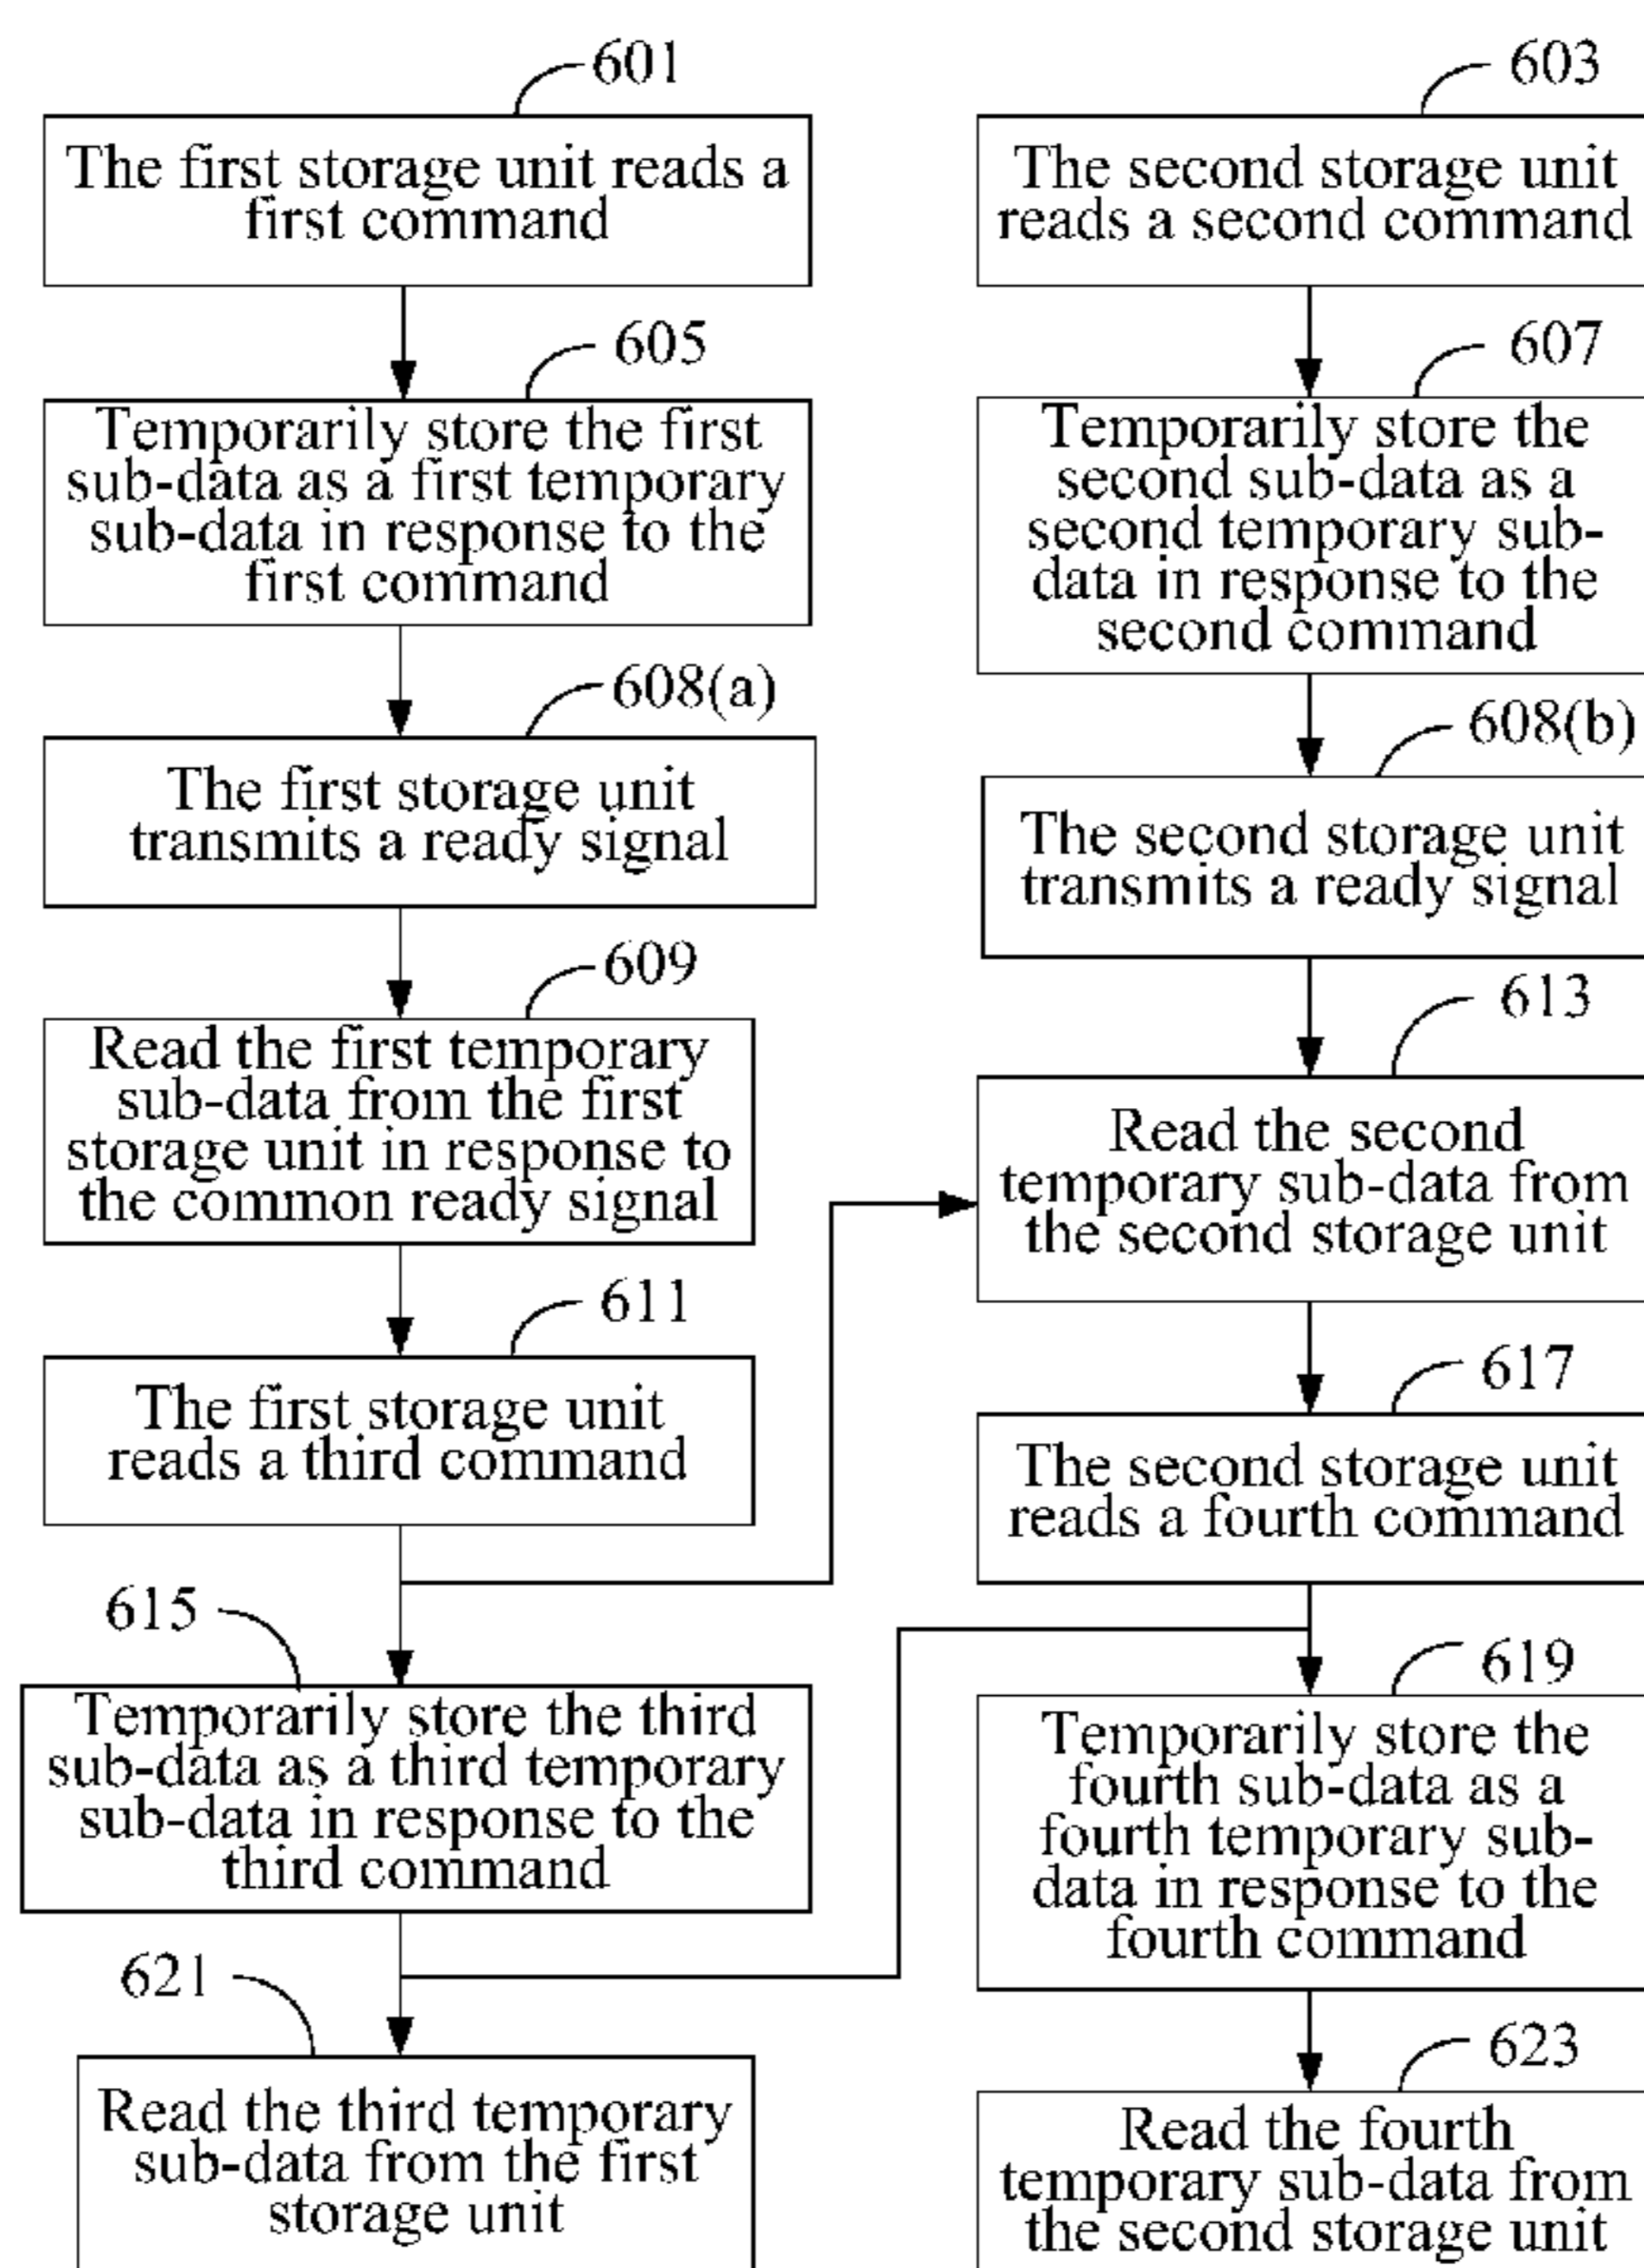 601
The first storage unit reads a
first command
605
Temporarily store the first
sub-data as a first temporary
sub-data in response to the
first command
608(a)
The first storage unit
transmits a ready signal
609
Read the first temporary
sub-data from the first
storage unit in response to
the common ready signal
611
The first storage unit
reads a third command
615
Temporarily store the third
sub-data as a third temporary
sub-data in response to the
third command
621
Read the third temporary
sub-data from the first
storage unit
603
The second storage unit
reads a second command
607
Temporarily store the
second sub-data as a
second temporary sub-
data in response to the
second command
608(b)
The second storage unit
transmits a ready signal
613
Read the second
temporary sub-data from
the second storage unit
617
The second storage unit
reads a fourth command
619
Temporarily store the
fourth sub-data as a
fourth temporary sub-
data in response to the
fourth command
623
Read the fourth
temporary sub-data from
the second storage unit